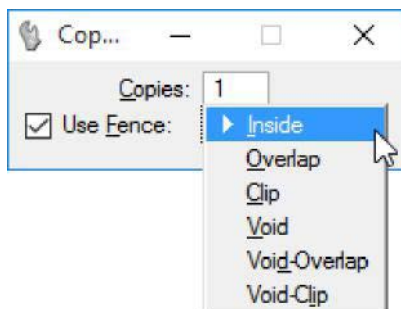 Cop...
Copies: 1
Use Fence:
Inside
Overlap
Clip
Void
Void-Overlap
Void-Clip